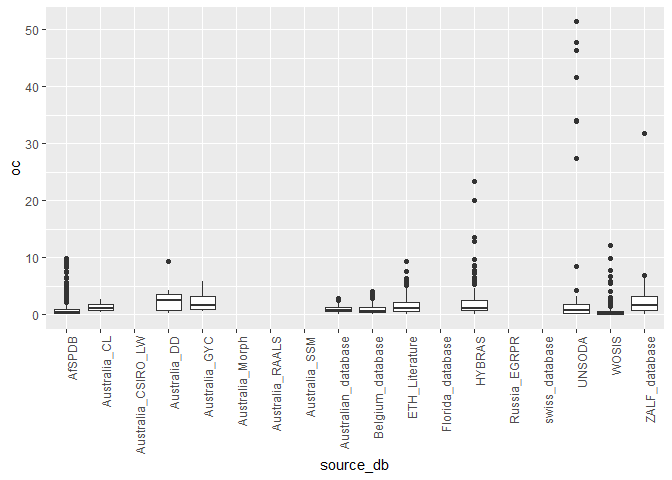 50
40
30
20
10
0
oc
AfSPDB
Australia_CL
Australia_CSIRO_LW
Australia_DD
Australia_GYC
Australia_Morph
Australia_RAALS
Australia_SSM
Australian_database
Belgium_database
ETH_Literature
Florida_database
HYBRAS
Russia_EGRPR
swiss_database
UNSODA
WOSIS
ZALF_database
source_db